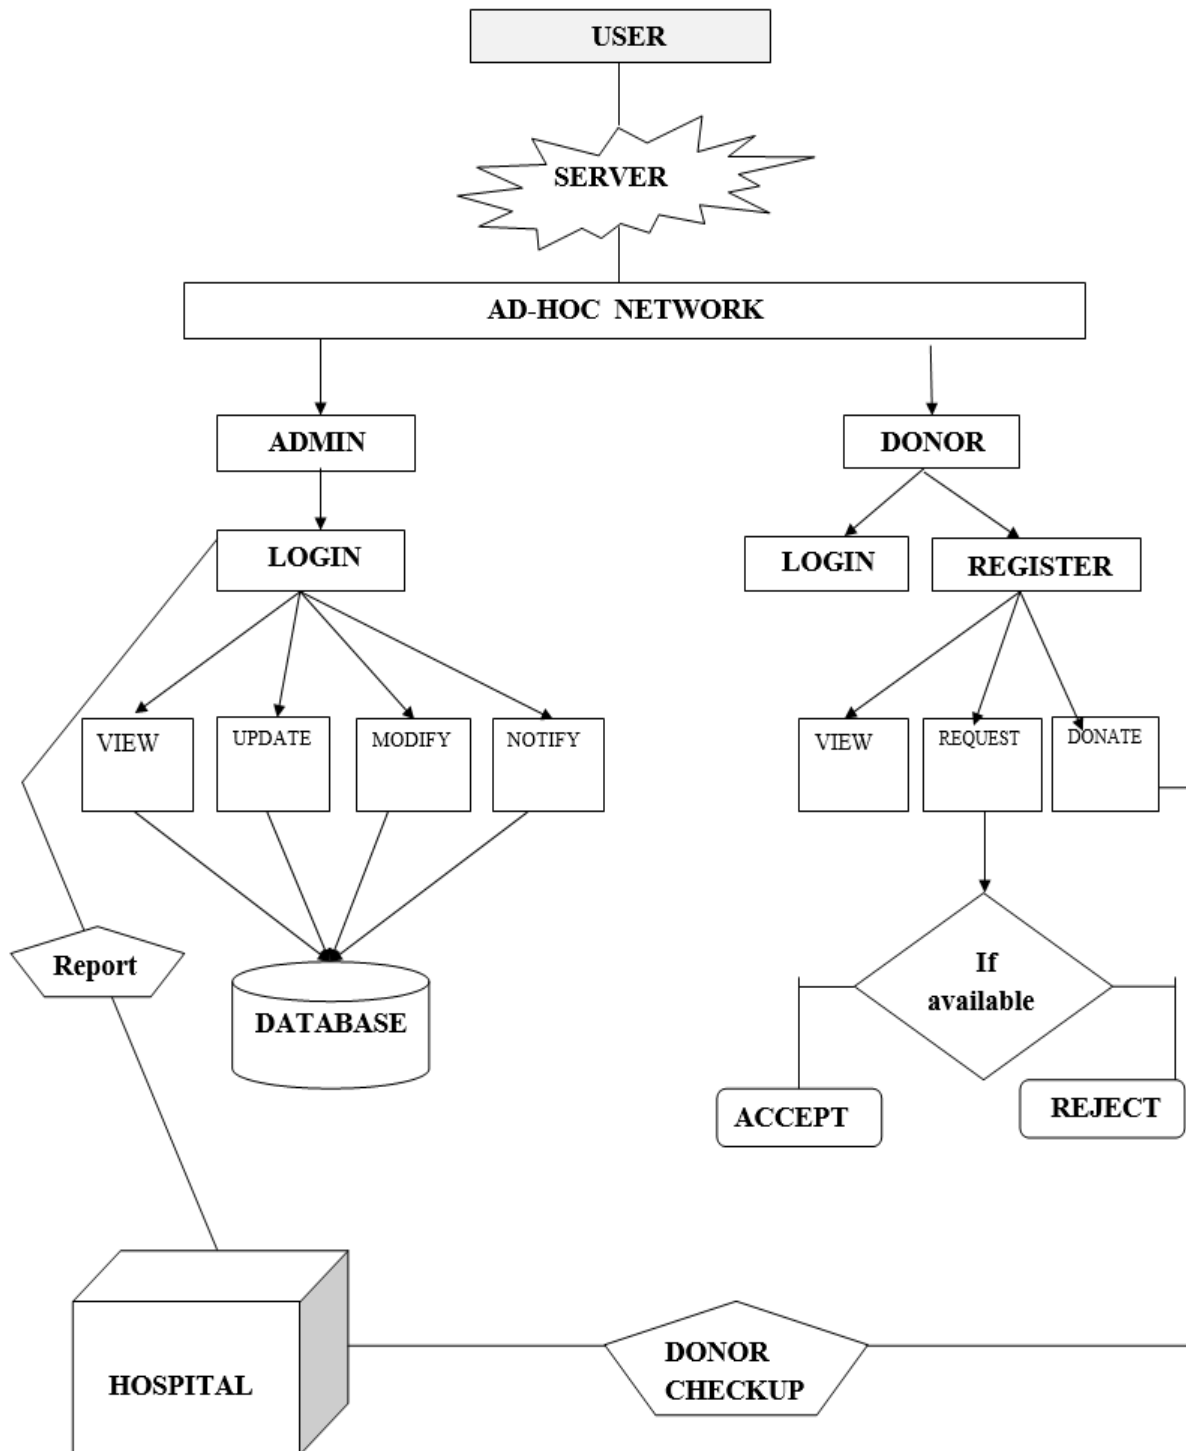 USER
SERVER
AD-HOC  NETWORK
ADMIN
DONOR
LOGIN
LOGIN
REGISTER
VIEW
UPDATE
MODIFY
NOTIFY
VIEW
REQUEST
DONATE
Report
If
available
DATABASE
ACCEPT
REJECT
HOSPITAL
DONOR
CHECKUP